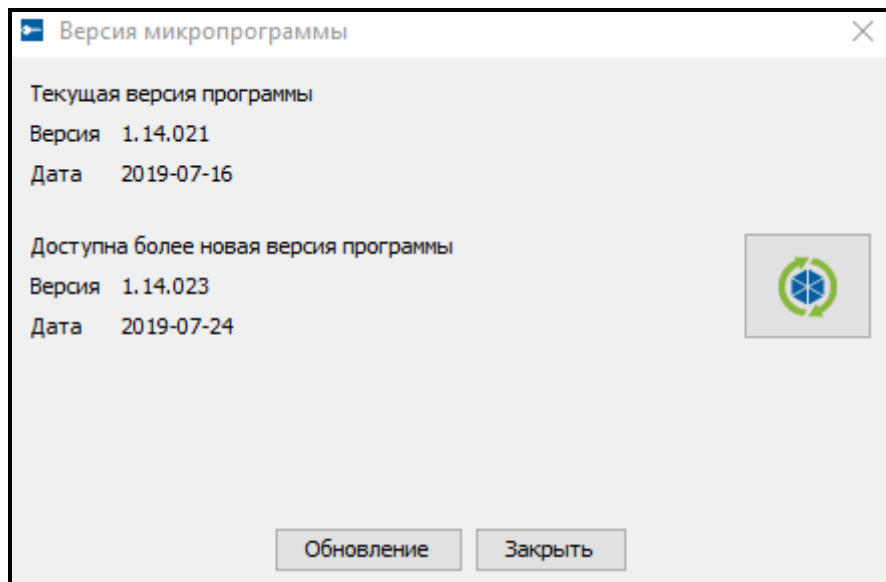 Версия микропрограммы
Текущая версия программы
Версия 1.14.021
Дата 2019-07-16
Доступна более новая версия программы
Версия 1.14.023
Дата 2019-07-24
Обновление Закрыть